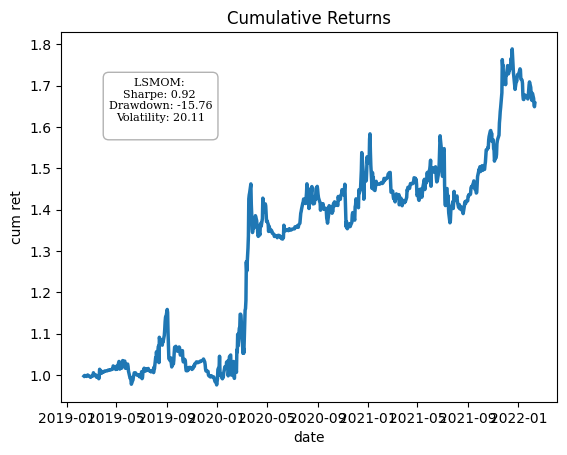 Cumulative Returns
1.8
1.7
1.6
1.5
1.4
1.3
1.2
1.1
1.0
cum ret
LSMOM:
Sharpe: 0.92
Drawdown: -15.76
Volatility: 20.11
2019-01 2019-05 2019-09 2020-01 2020-05 2020-09 2021-01 2021-05 2021-09 2022-01
date